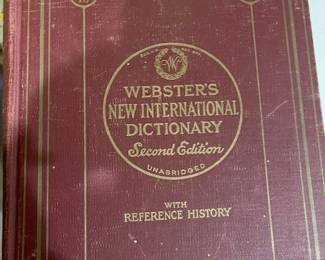 W
WEBSTER'S
NEW INTERNATIONAL
DICTIONARY
Second Edition
UNABRIDGED
WITH
REFERENCE HISTORY